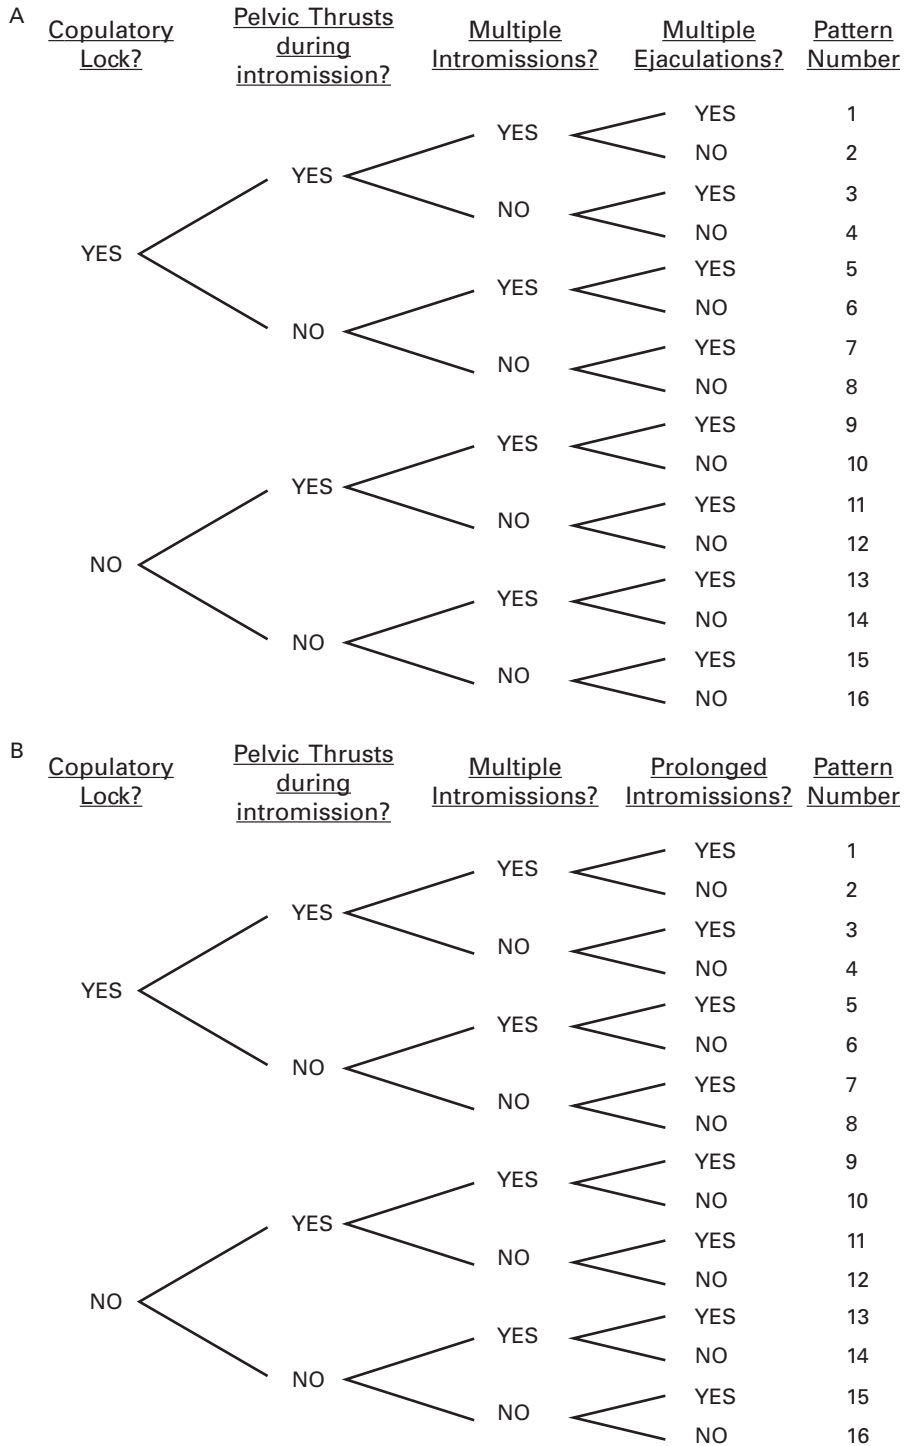 A
Copulatory Lock?
Pelvic Thrusts during intromission?
Multiple Intromissions?
Multiple Ejaculations?
Pattern Number
YES 1
YES
NO 2
YES
YES 3
NO
NO 4
YES
YES 5
YES
NO 6
NO
YES 7
NO
NO 8
YES 9
YES
NO 10
YES
YES 11
NO
NO 12
NO
YES 13
YES
NO 14
NO
YES 15
NO
NO 16
B
Copulatory Lock?
Pelvic Thrusts during intromission?
Multiple Intromissions?
Prolonged Intromissions?
Pattern Number
YES 1
YES
NO 2
YES
YES 3
NO
NO 4
YES
YES 5
YES
NO 6
NO
YES 7
NO
NO 8
YES 9
YES
NO 10
YES
YES 11
NO
NO 12
NO
YES 13
YES
NO 14
NO
YES 15
NO
NO 16